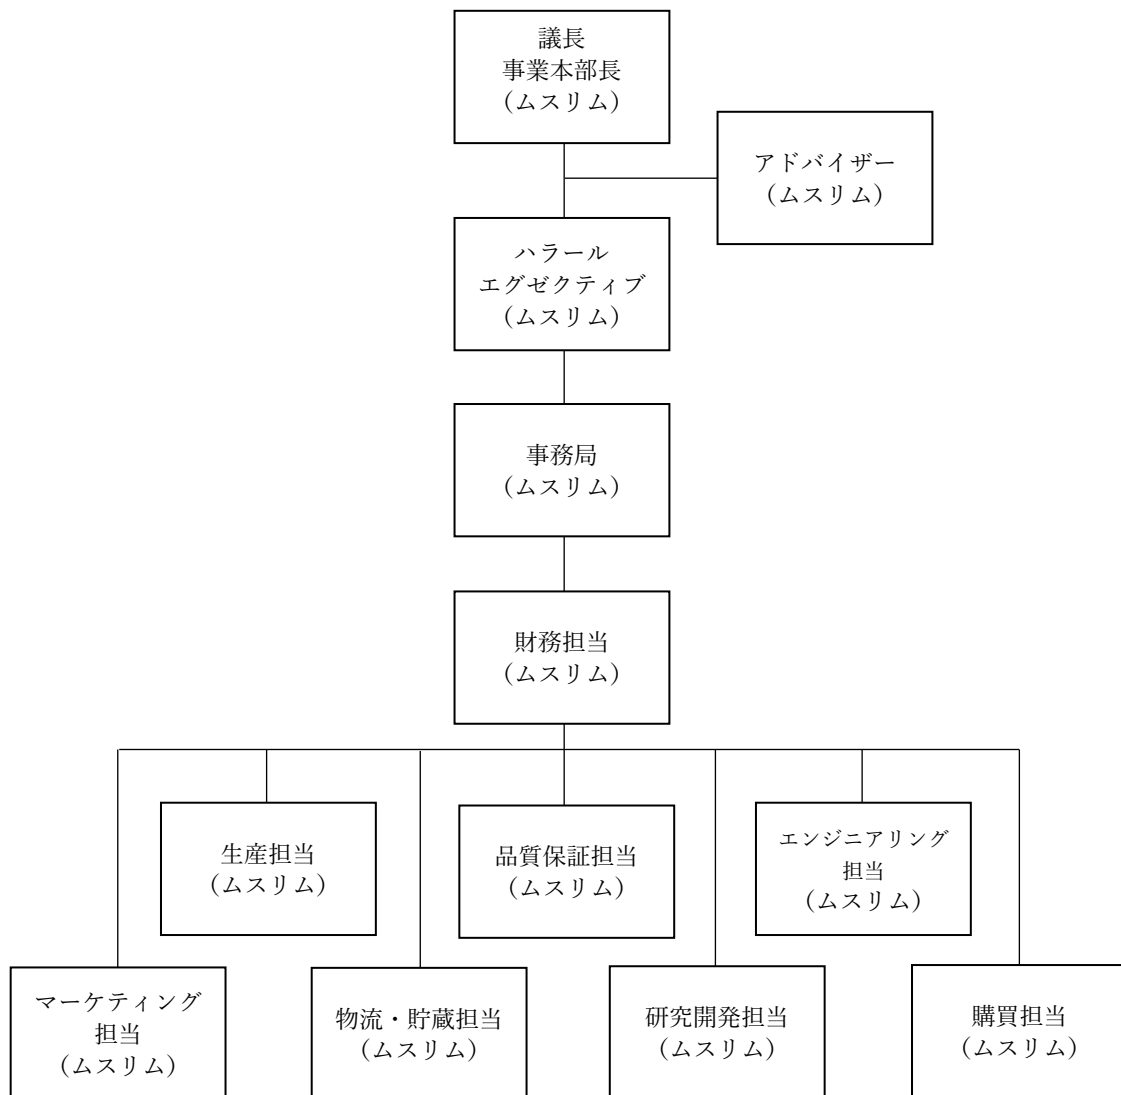 議長
事業本部長
（ムスリム）
アドバイザー
（ムスリム）
ハラール
エグゼクティブ
（ムスリム）
事務局
（ムスリム）
財務担当
（ムスリム）
生産担当
（ムスリム）
品質保証担当
（ムスリム）
エンジニアリング
担当
（ムスリム）
マーケティング
担当
（ムスリム）
物流・貯蔵担当
（ムスリム）
研究開発担当
（ムスリム）
購買担当
（ムスリム）